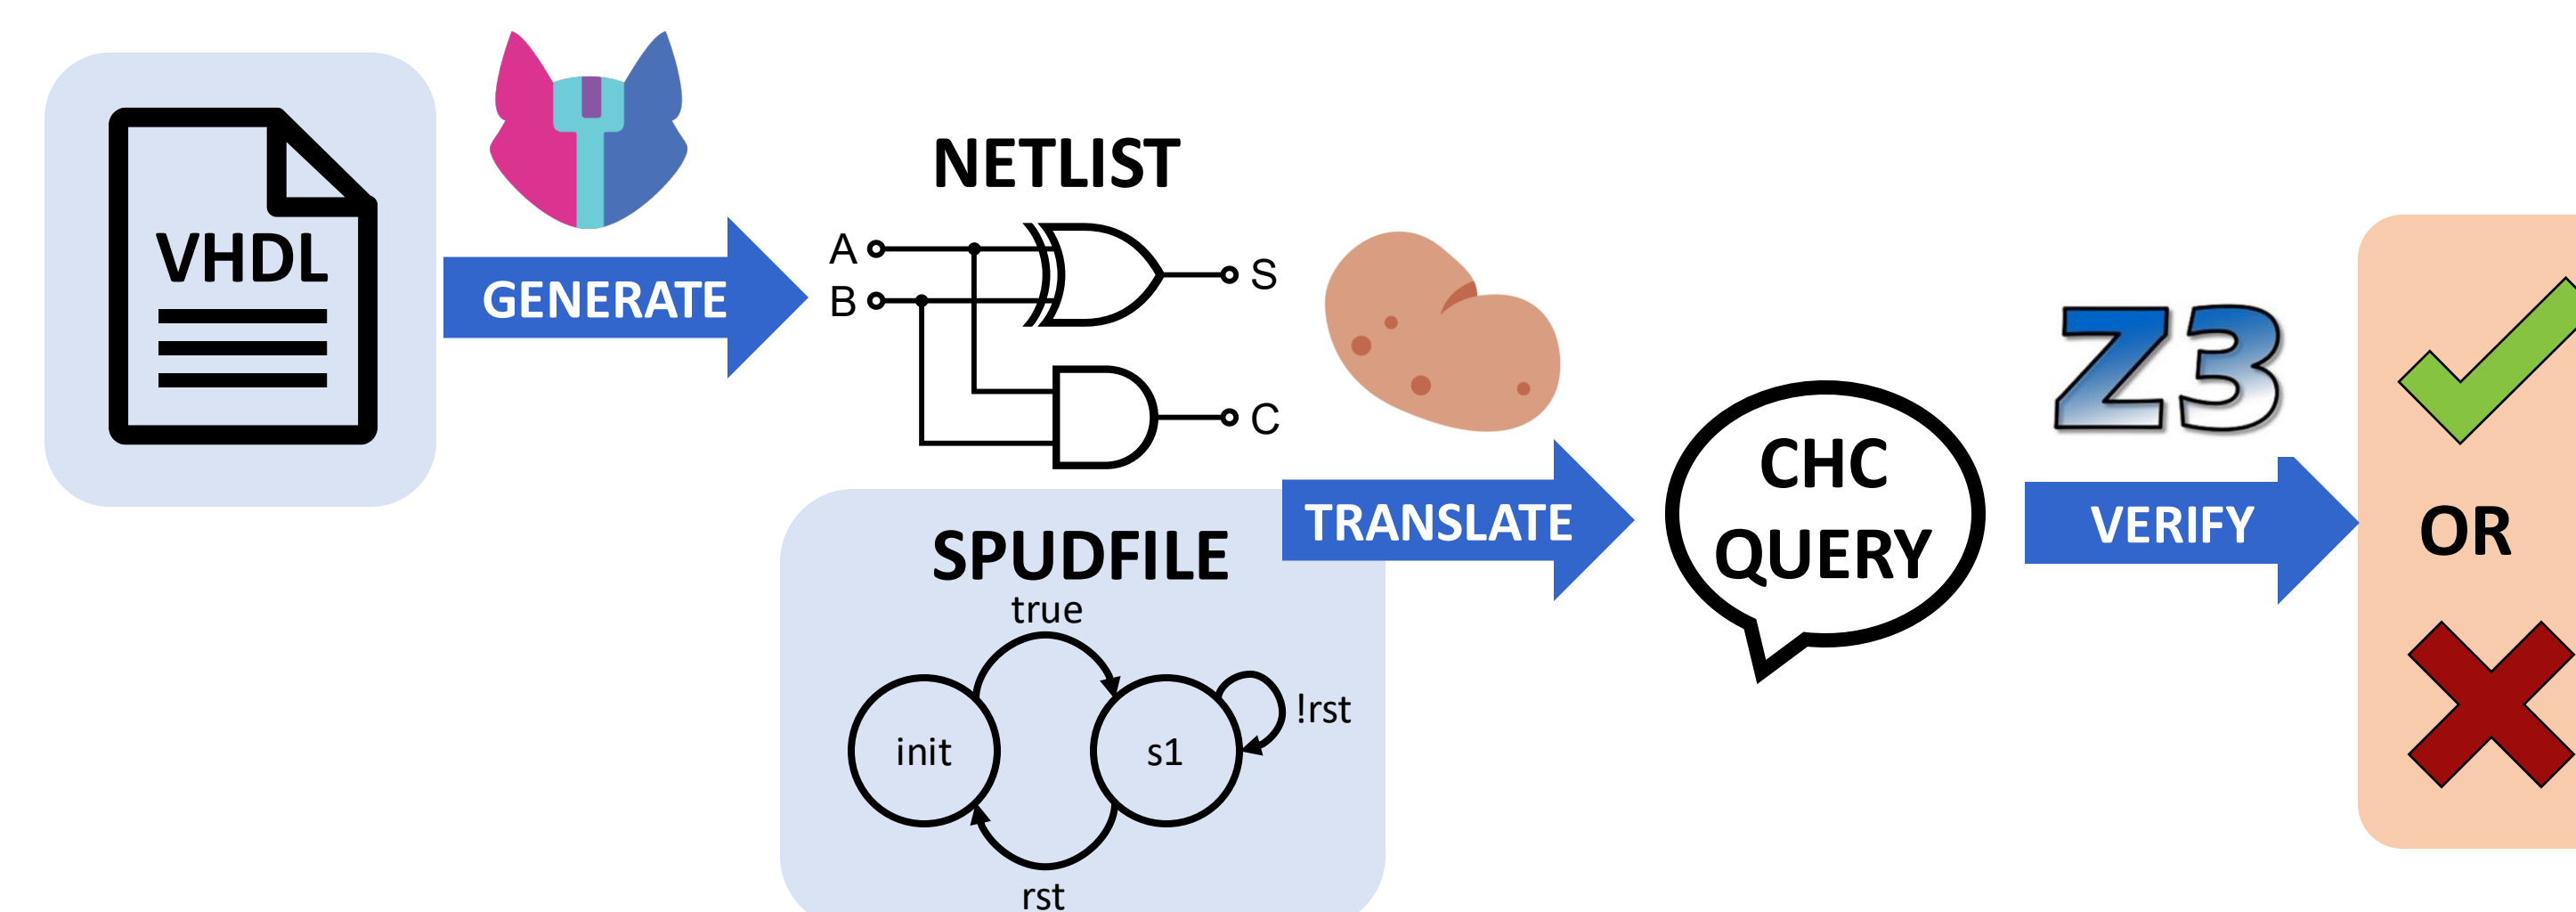 VHDL
GENERATE
NETLIST
A
B
S
C
SPUDFILE
true
init
s1
!rst
rst
TRANSLATE
CHC
QUERY
Z3
VERIFY
OR